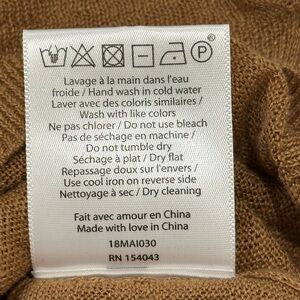 P
Lavage à la main dans l'eau
froide / Hand wash in cold water
Laver avec des coloris similaires /
Wash with like colors
Ne pas chlorer / Do not use bleach
Pas de séchage en machine /
Do not tumble dry
Séchage à plat / Dry flat
Repassage doux sur l'envers /
Use cool iron on reverse side
Nettoyage à sec / Dry cleaning
Fait avec amour en China
Made with love in China
18MAI030
RN 154043